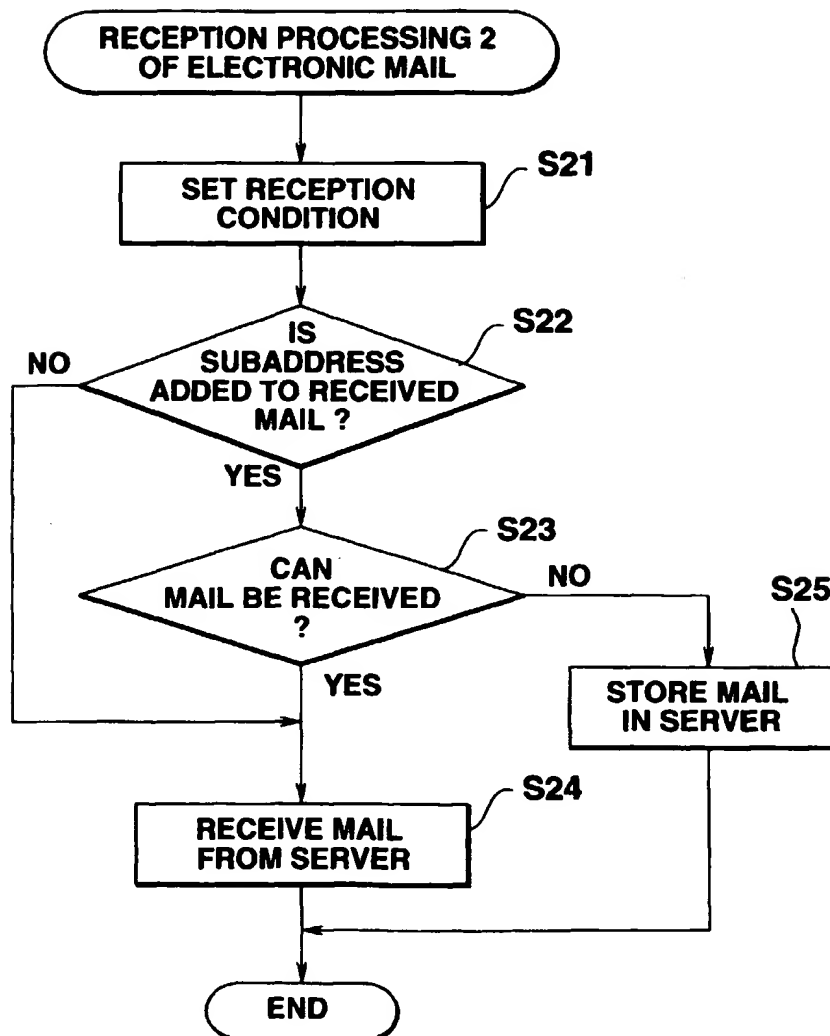 RECEPTION PROCESSING 2
OF ELECTRONIC MAIL
S21
SET RECEPTION
CONDITION
S22
IS
SUBADDRESS
ADDED TO RECEIVED
MAIL ?
NO
YES
S23
CAN
MAIL BE RECEIVED
?
NO
YES
S25
STORE MAIL
IN SERVER
S24
RECEIVE MAIL
FROM SERVER
END